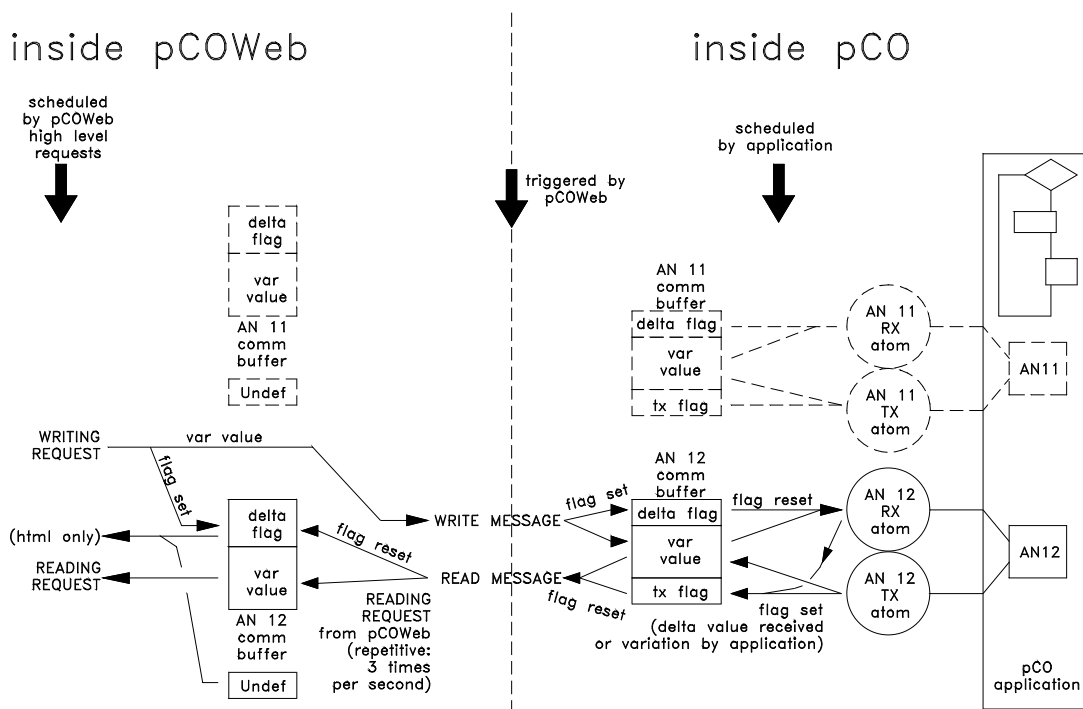 inside pCOWeb
inside pCO
scheduled
by pCOWeb
high level
requests
triggered by
pCOWeb
scheduled
by application
delta
flag
var
value
AN 11
comm
buffer
Undef
AN 11
comm
buffer
delta flag
var
value
tx flag
AN 11
RX
atom
AN 11
TX
atom
AN11
WRITING
REQUEST
var value
flag set
(html only)
READING
REQUEST
delta
flag
var
value
AN 12
comm
buffer
Undef
flag reset
READING
REQUEST
from pCOWeb
(repetitive:
3 times
per second)
WRITE MESSAGE
READ MESSAGE
flag set
flag reset
AN 12
comm
buffer
delta flag
var
value
tx flag
flag reset
flag set
(delta value received
or variation by application)
AN 12
RX
atom
AN 12
TX
atom
AN12
pCO
application